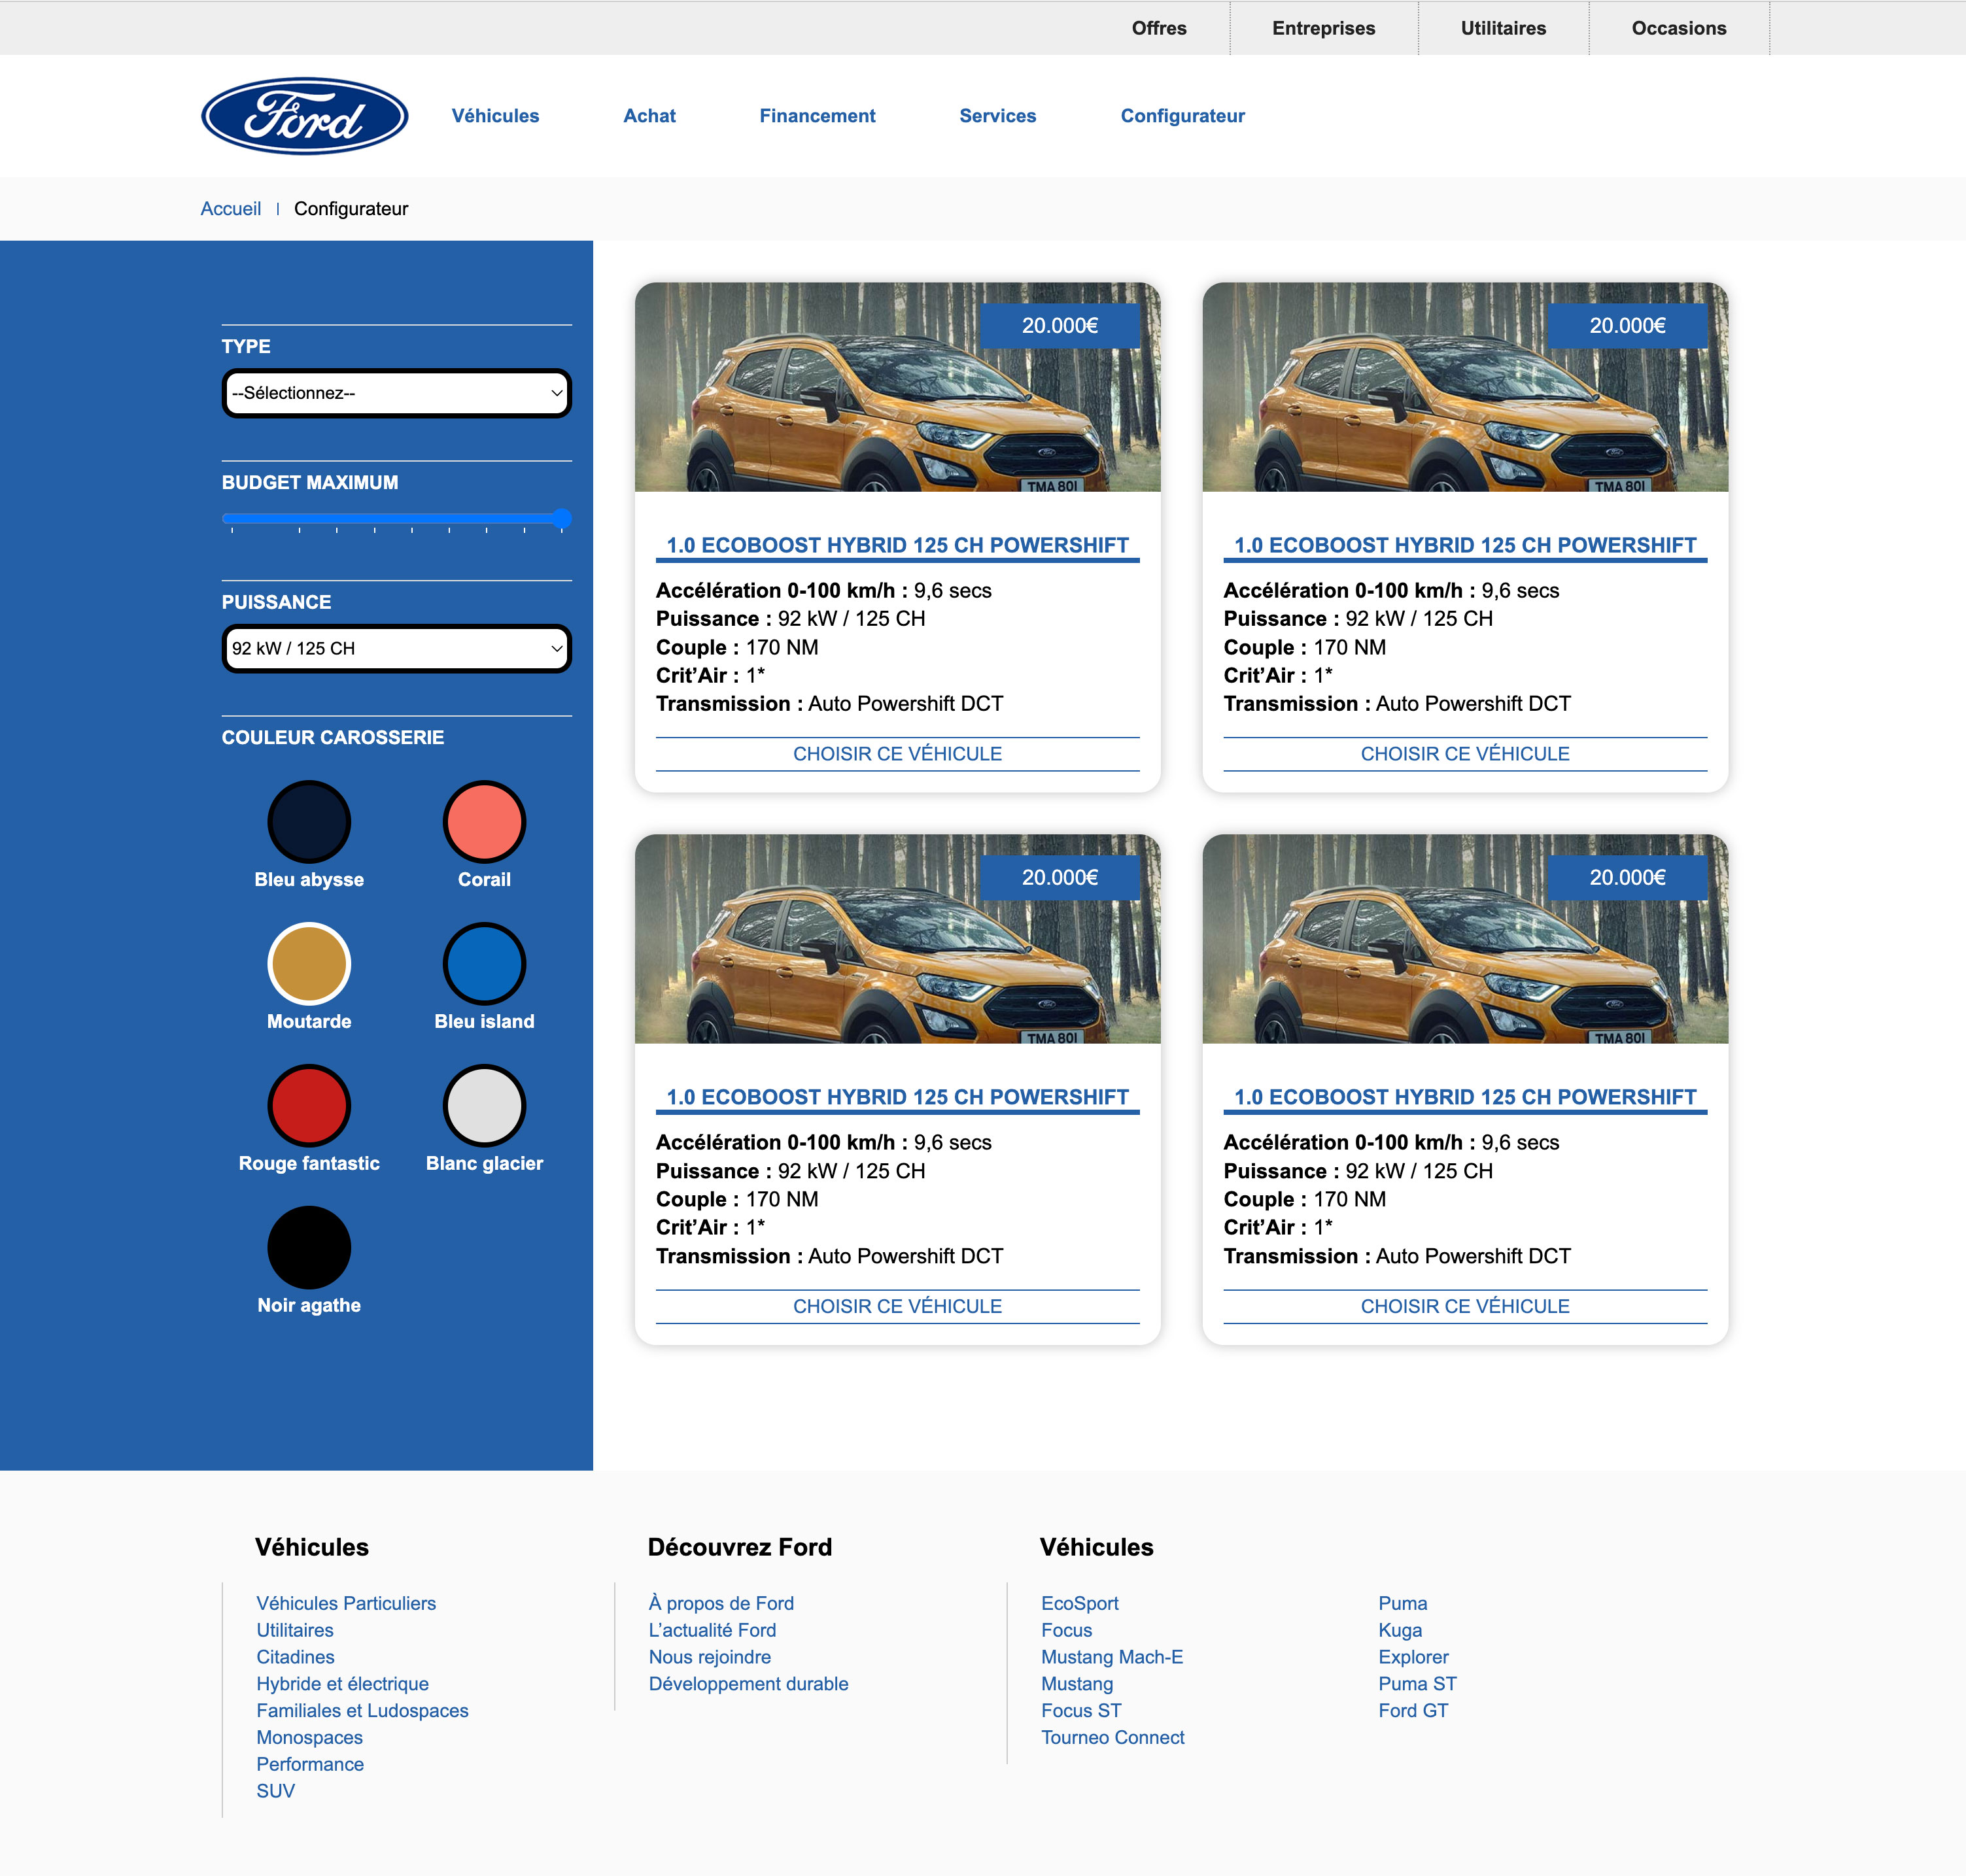 Offres Entreprises Utilitaires Occasions
Ford Véhicules Achat Financement Services Configurateur
Accueil Configurateur
TYPE
--Sélectionnez--
BUDGET MAXIMUM
PUISSANCE
92 kW / 125 CH
COULEUR CAROSSERIE
Bleu abysse Corail
Moutarde Bleu island
Rouge fantastic Blanc glacier
Noir agathe
20.000€
TMA 801
1.0 ECOBOOST HYBRID 125 CH POWERSHIFT
Accélération 0-100 km/h : 9,6 secs
Puissance : 92 kW / 125 CH
Couple : 170 NM
Crit’Air : 1*
Transmission : Auto Powershift DCT
CHOISIR CE VÉHICULE
20.000€
TMA 801
1.0 ECOBOOST HYBRID 125 CH POWERSHIFT
Accélération 0-100 km/h : 9,6 secs
Puissance : 92 kW / 125 CH
Couple : 170 NM
Crit’Air : 1*
Transmission : Auto Powershift DCT
CHOISIR CE VÉHICULE
20.000€
TMA 801
1.0 ECOBOOST HYBRID 125 CH POWERSHIFT
Accélération 0-100 km/h : 9,6 secs
Puissance : 92 kW / 125 CH
Couple : 170 NM
Crit’Air : 1*
Transmission : Auto Powershift DCT
CHOISIR CE VÉHICULE
20.000€
TMA 801
1.0 ECOBOOST HYBRID 125 CH POWERSHIFT
Accélération 0-100 km/h : 9,6 secs
Puissance : 92 kW / 125 CH
Couple : 170 NM
Crit’Air : 1*
Transmission : Auto Powershift DCT
CHOISIR CE VÉHICULE
Véhicules
Véhicules Particuliers
Utilitaires
Citadines
Hybride et électrique
Familiales et Ludospaces
Monospaces
Performance
SUV
Découvrez Ford
À propos de Ford
L’actualité Ford
Nous rejoindre
Développement durable
Véhicules
EcoSport
Focus
Mustang Mach-E
Mustang
Focus ST
Tourneo Connect
Puma
Kuga
Explorer
Puma ST
Ford GT